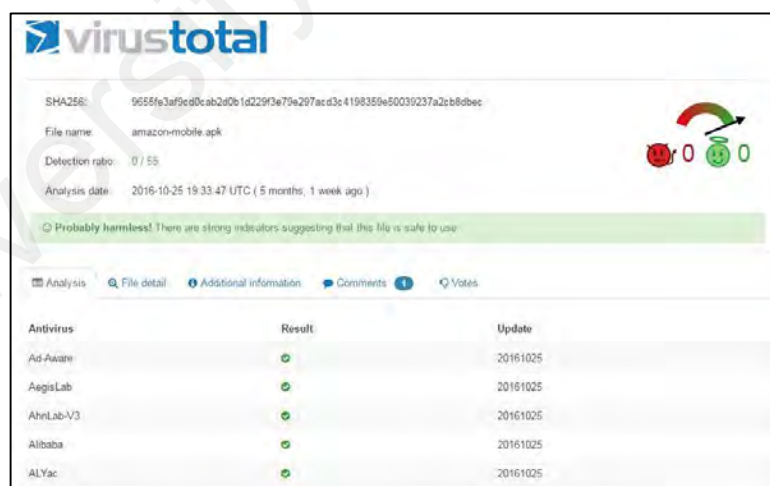 virustotal
SHA256: 9655fe3af9cd0cab2d0b1d229f3e79e297acd3c4198359e50039237a2cb8dbec
File name: amazon-mobile.apk
Detection ratio: 0 / 55
0 0
Analysis date: 2016-10-25 19:33:47 UTC ( 5 months, 1 week ago )
Probably harmless! There are strong indicators suggesting that this file is safe to use
Analysis File detail Additional information Comments 1 Votes
Antivirus Result Update
Ad-Aware 20161025
AegisLab 20161025
AhnLab-V3 20161025
Alibaba 20161025
ALYac 20161025